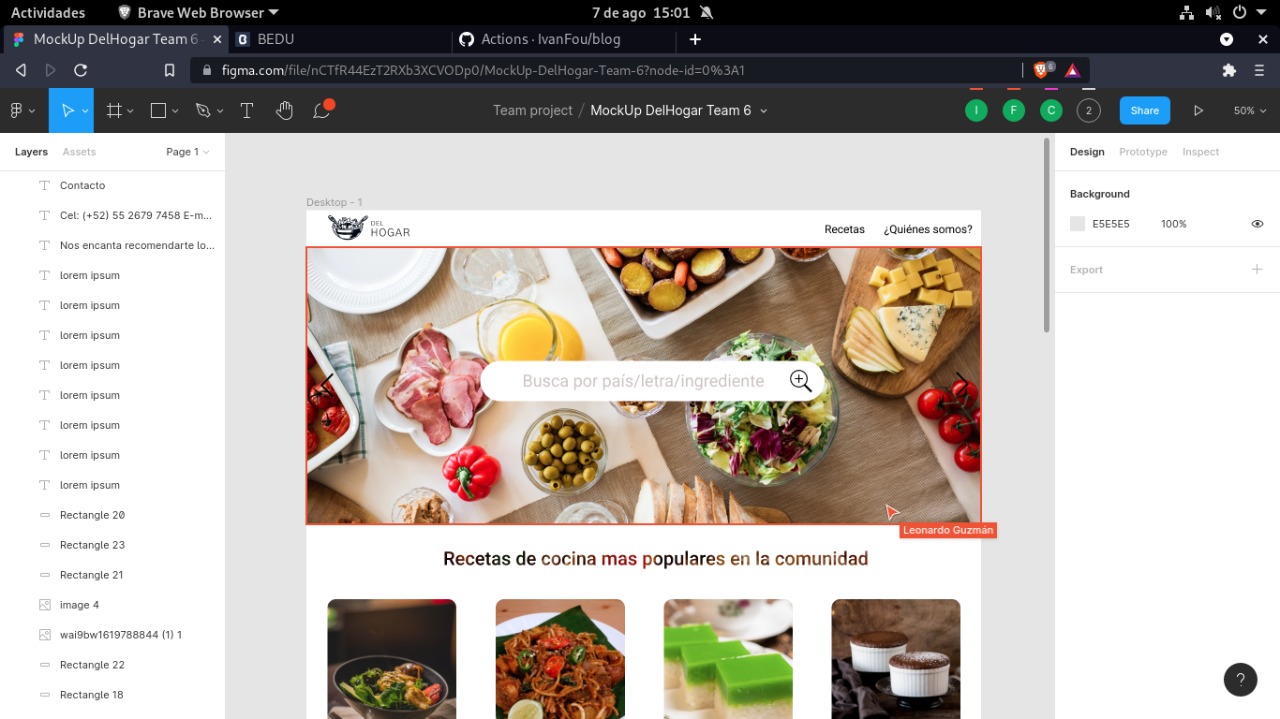 Actividades
Brave Web Browser
7 de ago 15:01
MockUp DelHogar Team 6 -
BEDU
Actions · IvanFou/blog
figma.com/file/nCTfR44EzT2RXb3XCVODp0/MockUp-DelHogar-Team-6?node-id=0%3A1
6
Team project / MockUp DelHogar Team 6
I
F
C
2
Share
50%
Layers
Assets
Page 1
Contacto
Cel: (+52) 55 2679 7458 E-m...
Nos encanta recomendarte lo...
lorem ipsum
lorem ipsum
lorem ipsum
lorem ipsum
lorem ipsum
lorem ipsum
lorem ipsum
lorem ipsum
Rectangle 20
Rectangle 23
Rectangle 21
image 4
wai9bw1619788844 (1) 1
Rectangle 22
Rectangle 18
Desktop - 1
DEL
HOGAR
Recetas
¿Quiénes somos?
Busca por país/letra/ingrediente
Leonardo Guzmán
Recetas de cocina mas populares en la comunidad
Design
Prototype
Inspect
Background
E5E5E5
100%
Export
?